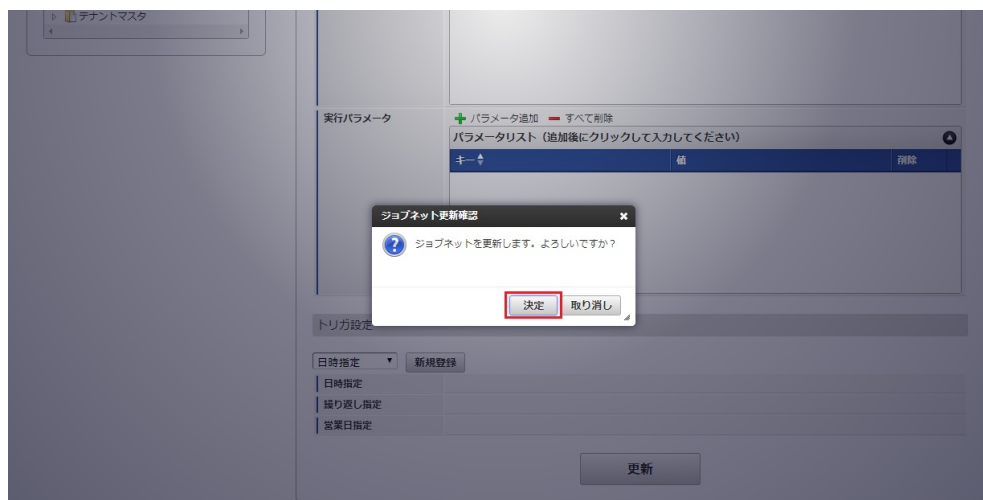 テナントマスタ
実行パラメータ
パラメータ追加 すべて削除
パラメータリスト（追加後にクリックして入力してください）
キー 値 削除
ジョブネット更新確認
ジョブネットを更新します。よろしいですか？
決定 取り消し
トリガ設定
日時指定 新規登録
日時指定
繰り返し指定
営業日指定
更新